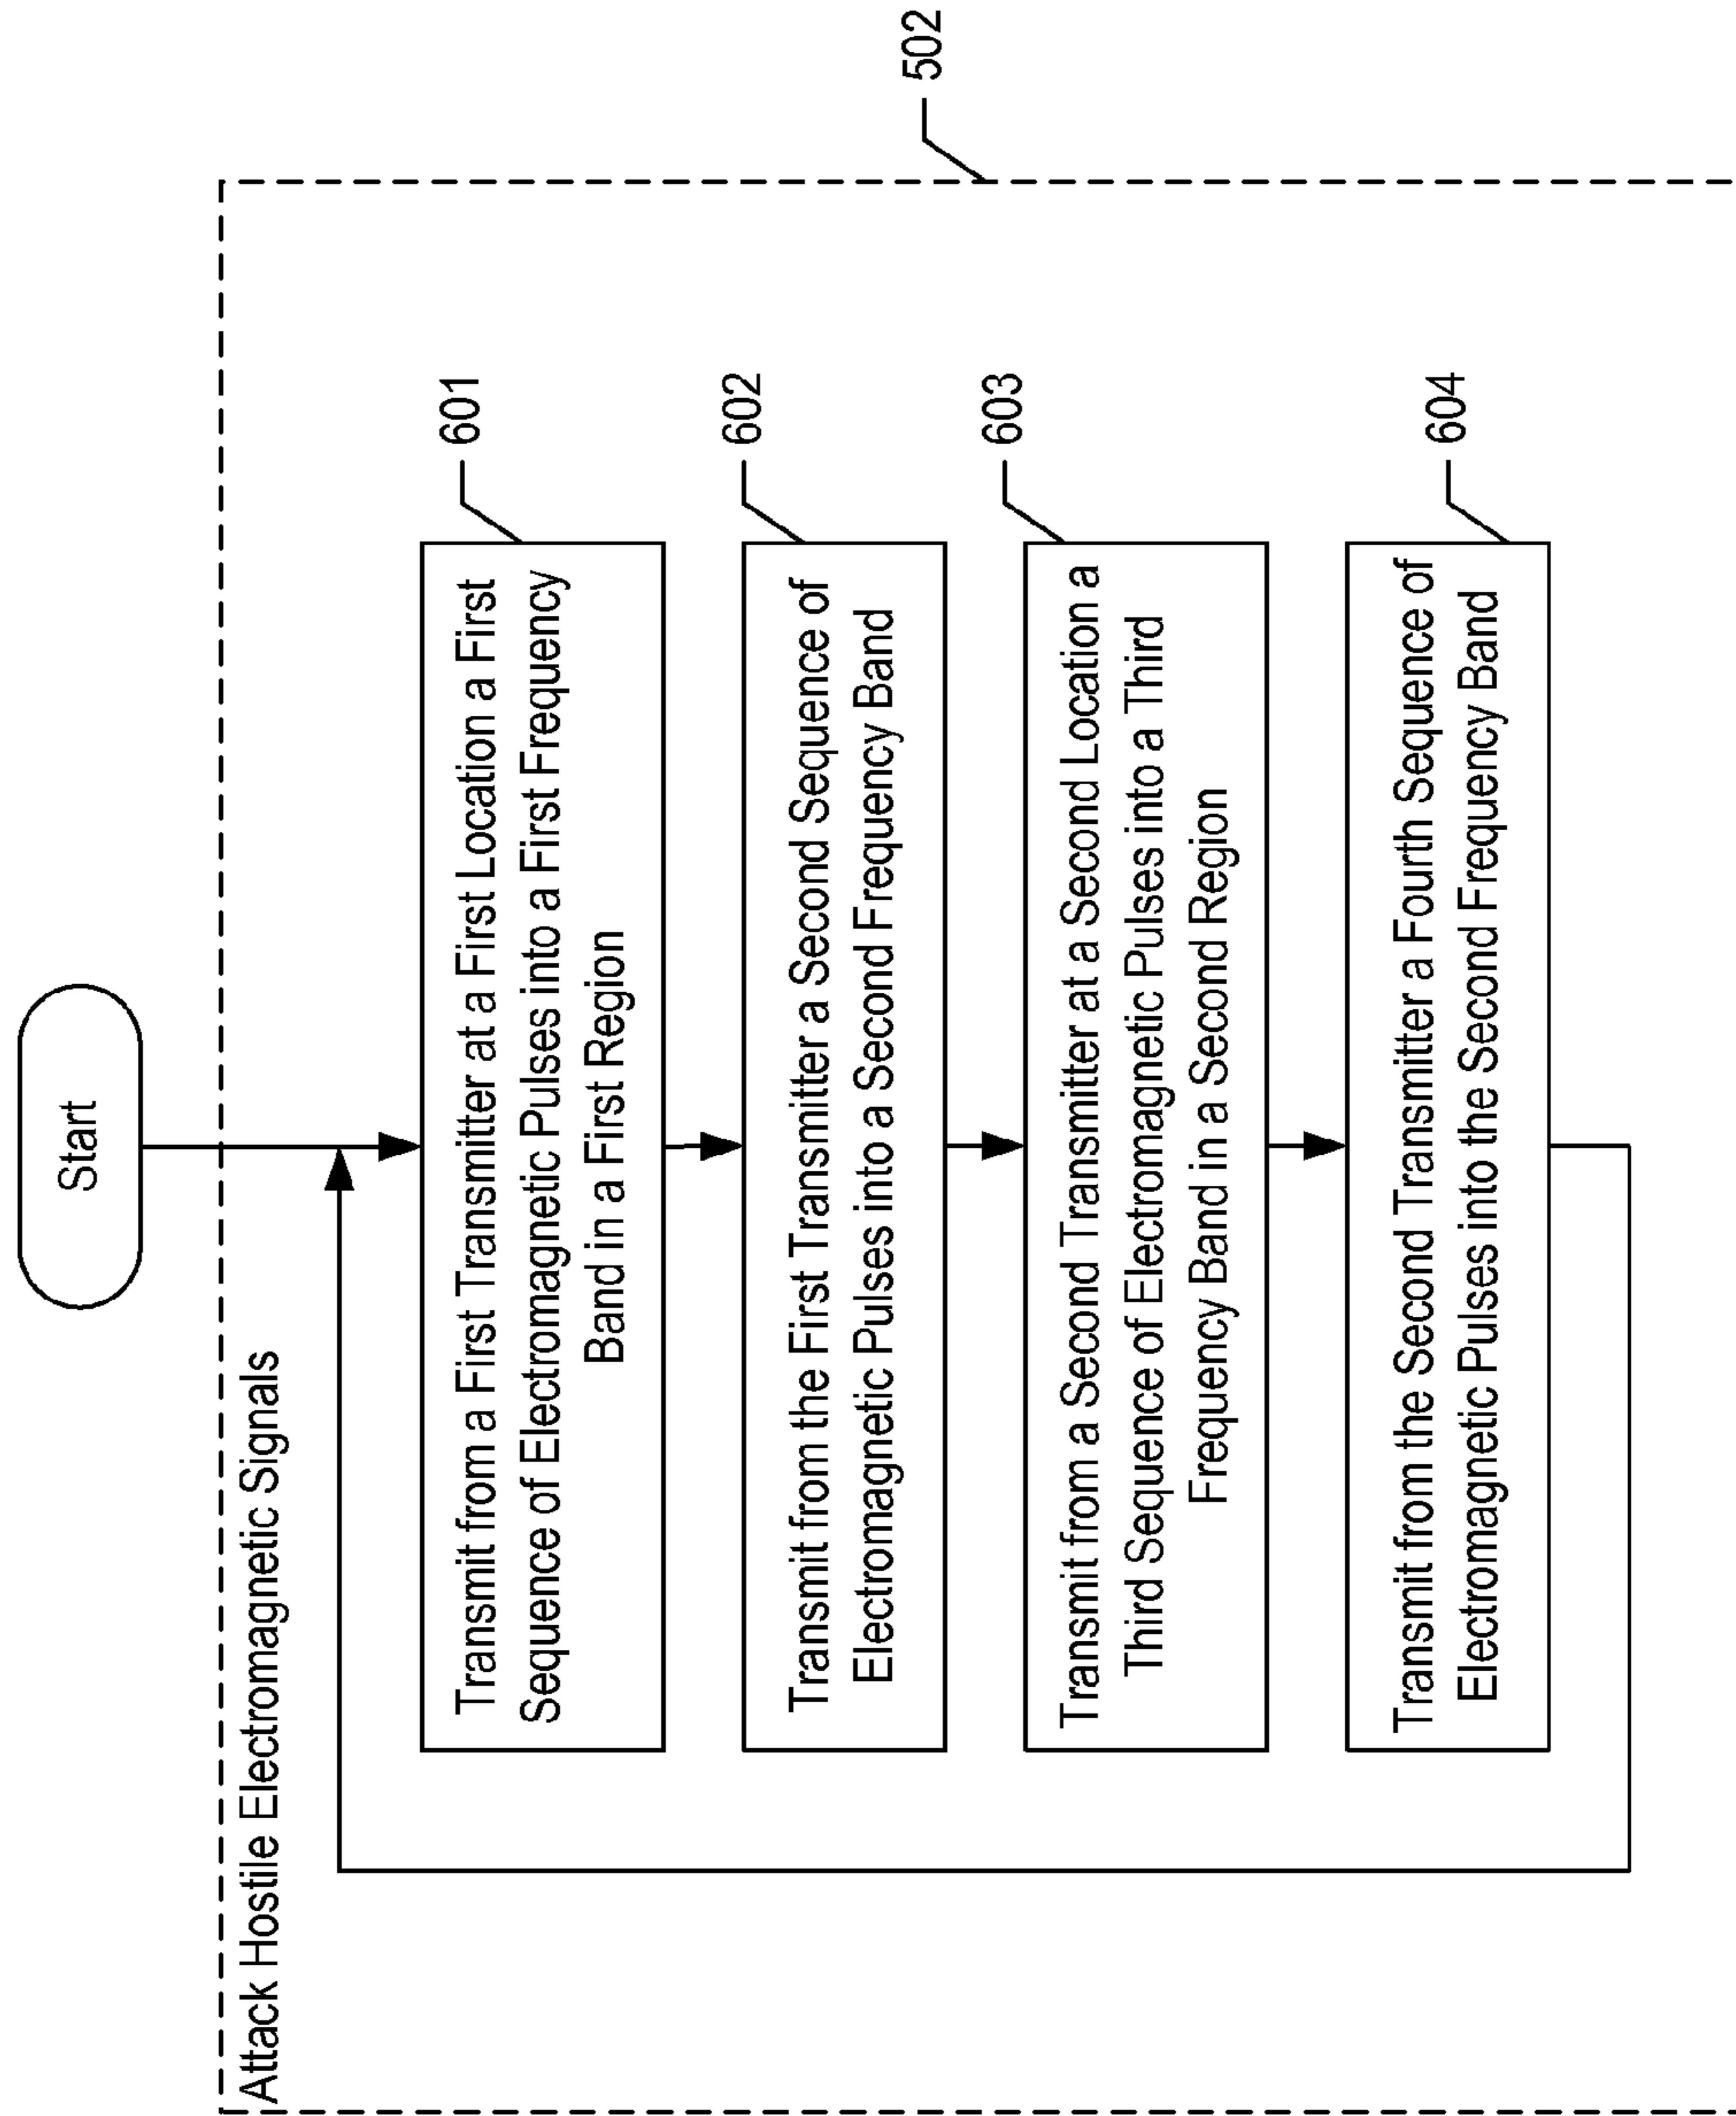 Start
Attack Hostile Electromagnetic Signals
502
601
Transmit from a First Transmitter at a First Location a First
Sequence of Electromagnetic Pulses into a First Frequency
Band in a First Region
602
Transmit from the First Transmitter a Second Sequence of
Electromagnetic Pulses into a Second Frequency Band
603
Transmit from a Second Transmitter at a Second Location a
Third Sequence of Electromagnetic Pulses into a Third
Frequency Band in a Second Region
604
Transmit from the Second Transmitter a Fourth Sequence of
Electromagnetic Pulses into the Second Frequency Band